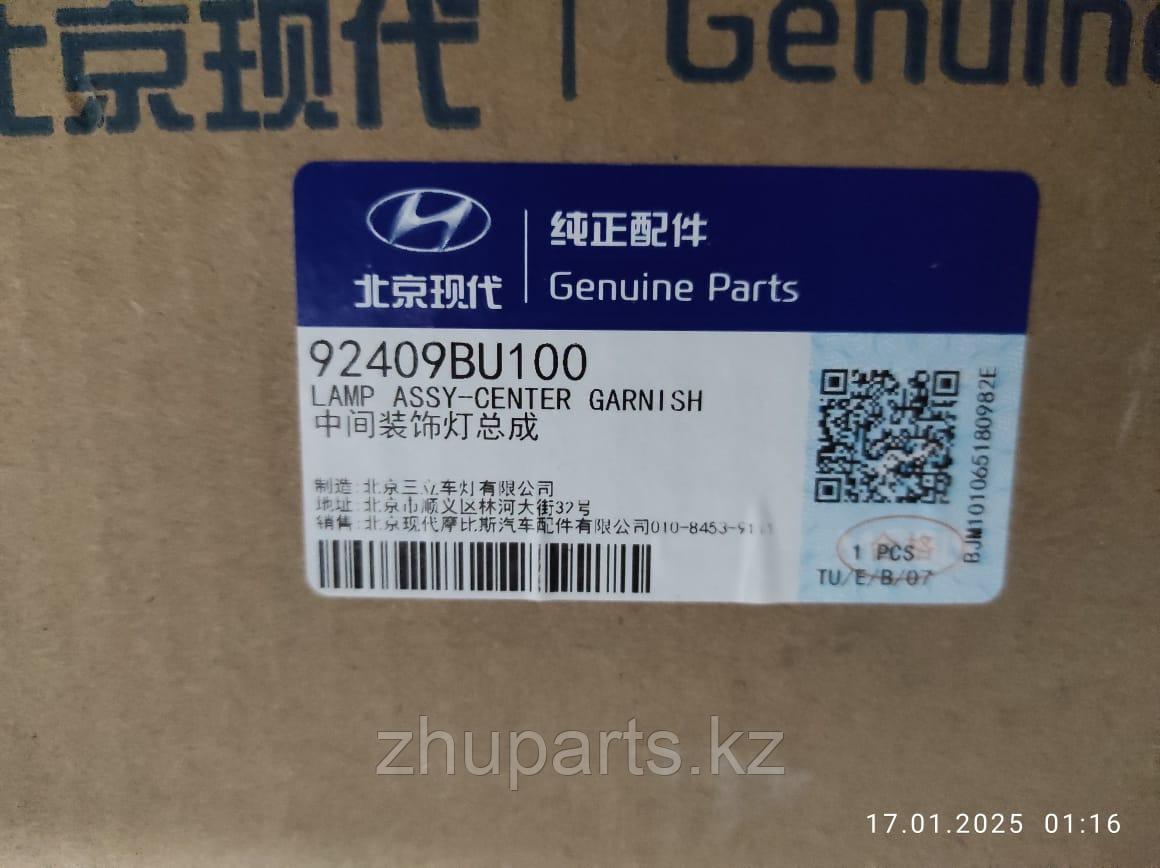 北京现代 | Genuin
纯正配件
北京现代
Genuine Parts
92409BU100
LAMP ASSY-CENTER GARNISH
中间装饰灯总成
制造:北京三立车灯有限公司
地址:北京市顺义区林河大街32号
销售:北京现代摩比斯汽车配件有限公司010-8453-9111
合格
1 PCS
TU/E/B/07
BJM101065180982E
zhuparts.kz
17.01.2025 01:16